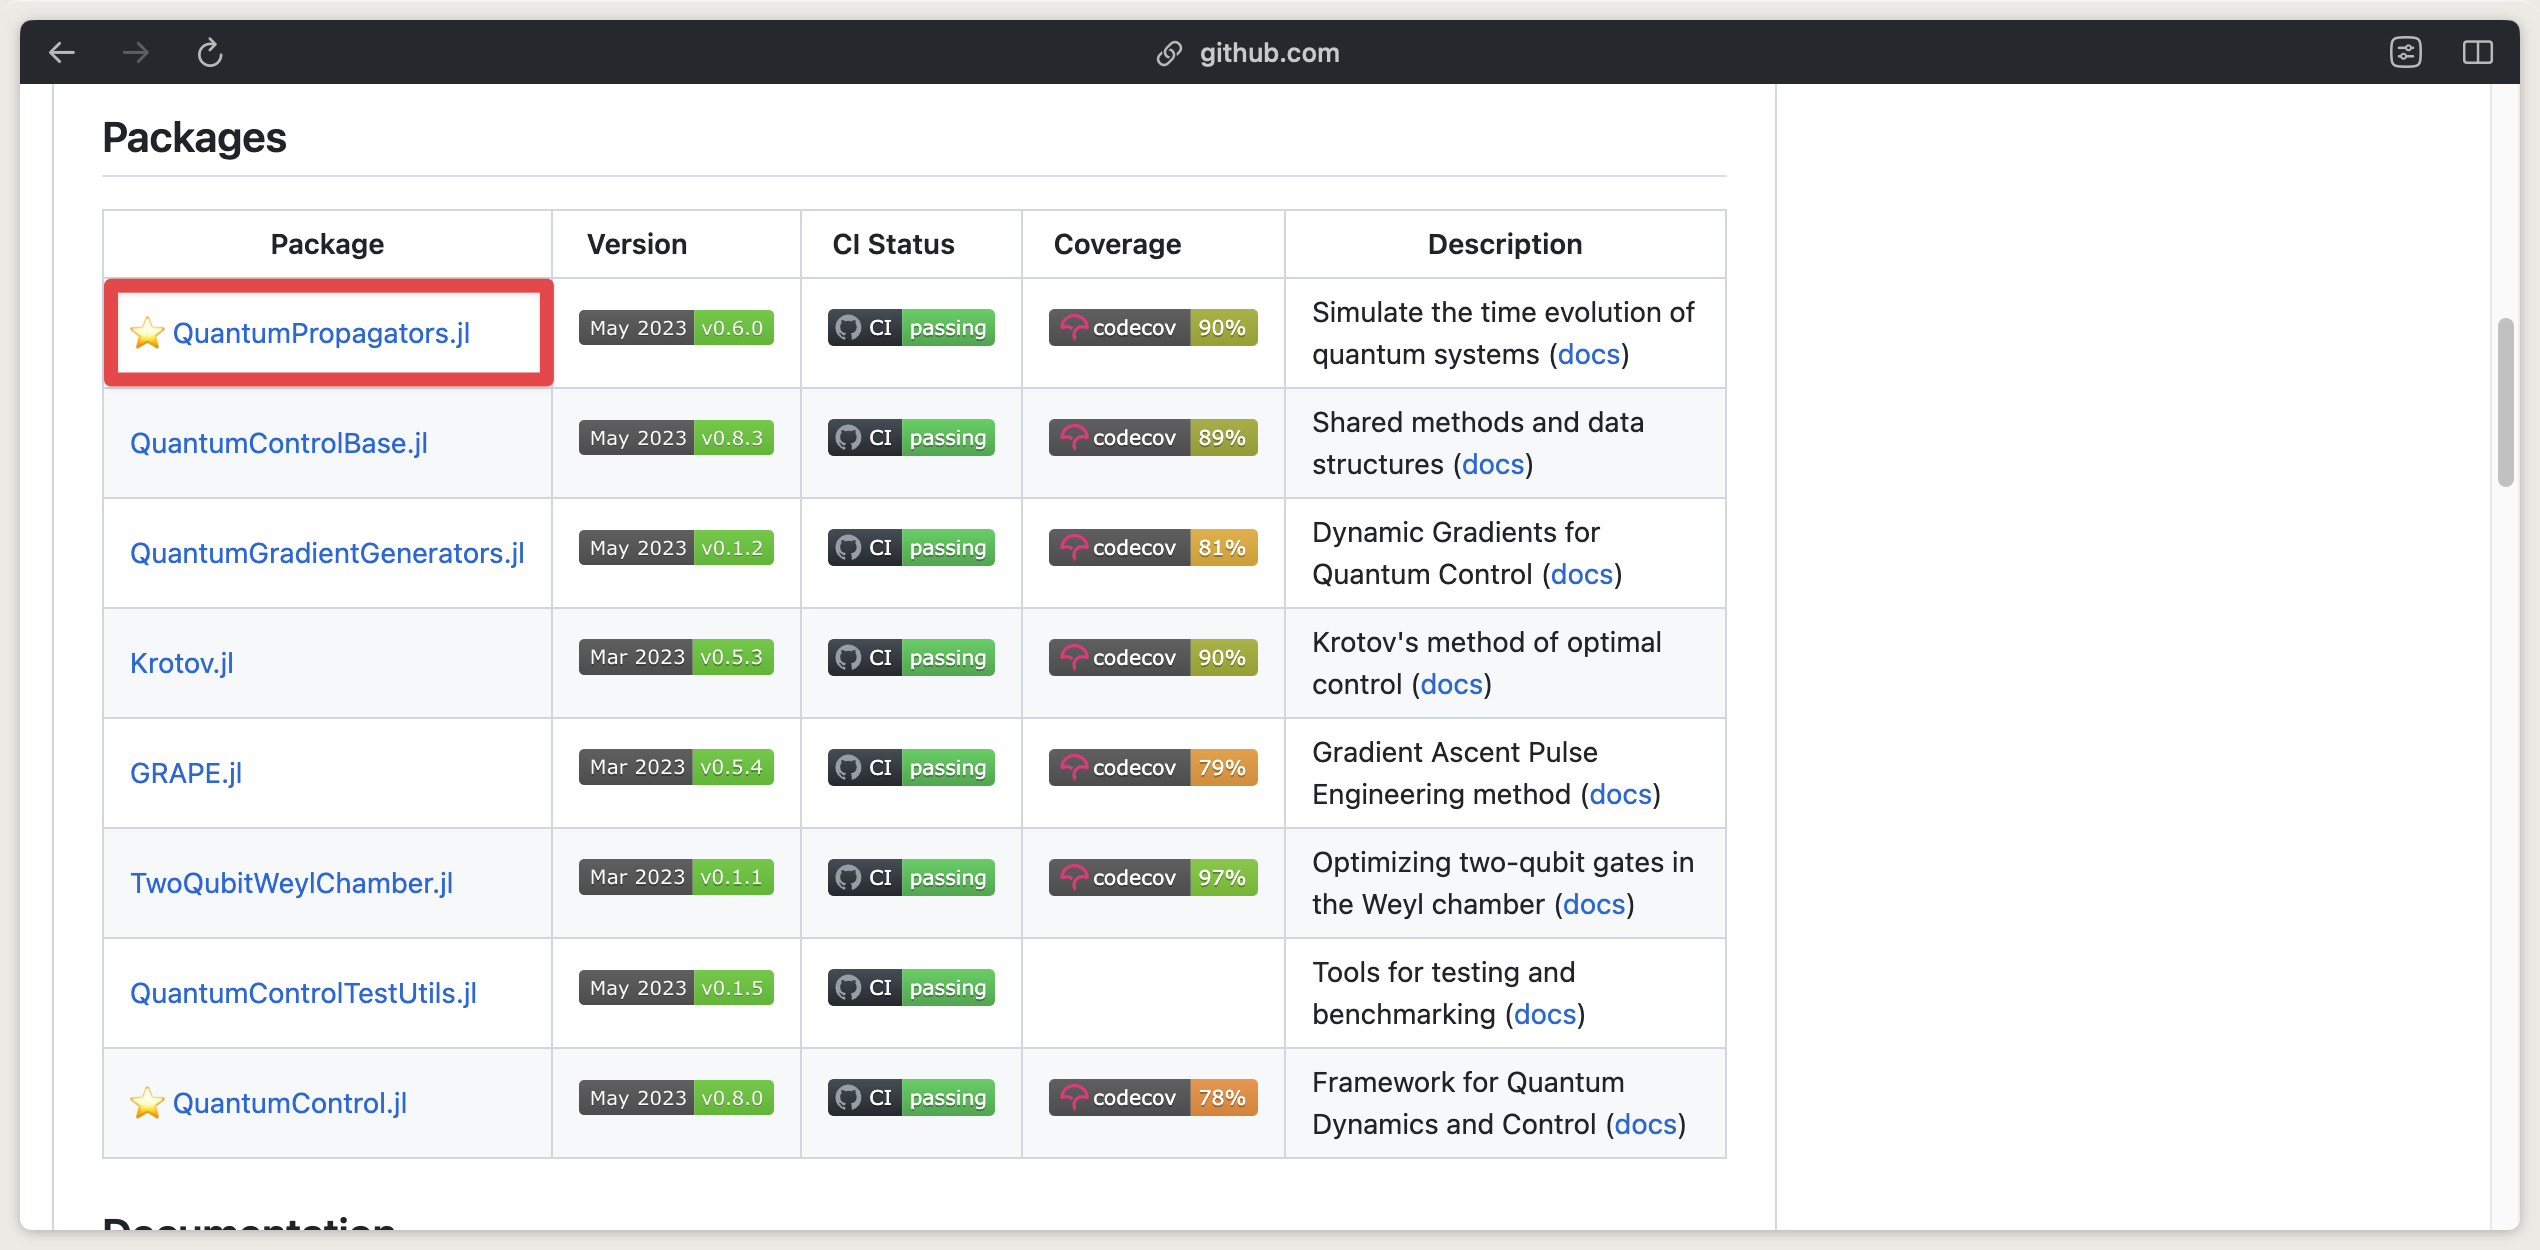 github.com
Packages
Package Version CI Status Coverage Description
QuantumPropagators.jl May 2023 v0.6.0 CI passing codecov 90% Simulate the time evolution of
quantum systems (docs)
QuantumControlBase.jl May 2023 v0.8.3 CI passing codecov 89% Shared methods and data
structures (docs)
QuantumGradientGenerators.jl May 2023 v0.1.2 CI passing codecov 81% Dynamic Gradients for
Quantum Control (docs)
Krotov.jl Mar 2023 v0.5.3 CI passing codecov 90% Krotov's method of optimal
control (docs)
GRAPE.jl Mar 2023 v0.5.4 CI passing codecov 79% Gradient Ascent Pulse
Engineering method (docs)
TwoQubitWeylChamber.jl Mar 2023 v0.1.1 CI passing codecov 97% Optimizing two-qubit gates in
the Weyl chamber (docs)
QuantumControlTestUtils.jl May 2023 v0.1.5 CI passing Tools for testing and
benchmarking (docs)
QuantumControl.jl May 2023 v0.8.0 CI passing codecov 78% Framework for Quantum
Dynamics and Control (docs)
Documentation